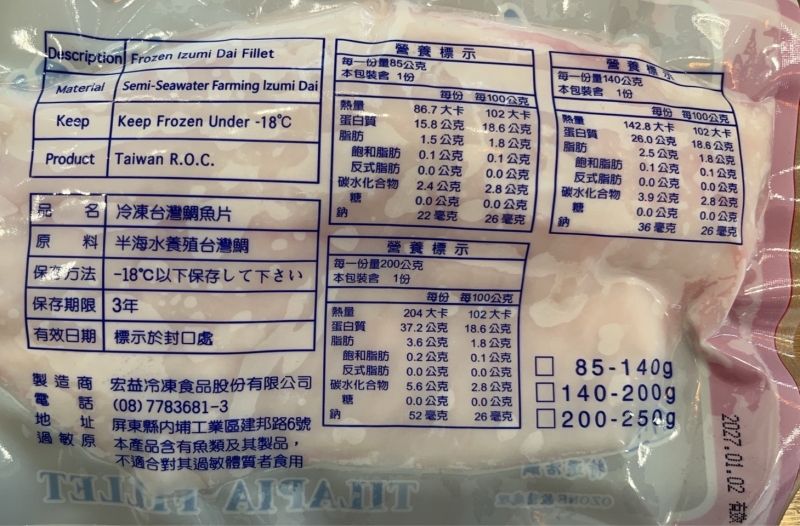 Description Frozen Izumi Dai Fillet
Material Semi-Seawater Farming Izumi Dai
Keep Keep Frozen Under -18℃
Product Taiwan R.O.C.
品名 冷凍台灣鯛魚片
原料 半海水養殖台灣鯛
保存方法 -18℃以下保存して下さい
保存期限 3年
有效日期 標示於封口處
製造商 宏益冷凍食品股份有限公司
電話 (08)7783681-3
地址 屏東縣內埔工業區建邦路6號
過敏原 本產品含有魚類及其製品，
不適合對其過敏體質者食用
營養標示
每一份量85公克
本包裝含 1份
每份 每100公克
熱量 86.7 大卡 102 大卡
蛋白質 15.8 公克 18.6 公克
脂肪 1.5 公克 1.8 公克
飽和脂肪 0.1 公克 0.1 公克
反式脂肪 0.0 公克 0.0 公克
碳水化合物 2.4 公克 2.8 公克
糖 0.0 公克 0.0 公克
鈉 22 毫克 26 毫克
營養標示
每一份量140公克
本包裝含 1份
每份 每100公克
熱量 142.8 大卡 102 大卡
蛋白質 26.0 公克 18.6 公克
脂肪 2.5 公克 1.8 公克
飽和脂肪 0.1 公克 0.1 公克
反式脂肪 0.0 公克 0.0 公克
碳水化合物 3.9 公克 2.8 公克
糖 0.0 公克 0.0 公克
鈉 36 毫克 26 毫克
營養標示
每一份量200公克
本包裝含 1份
每份 每100公克
熱量 204 大卡 102 大卡
蛋白質 37.2 公克 18.6 公克
脂肪 3.6 公克 1.8 公克
飽和脂肪 0.2 公克 0.1 公克
反式脂肪 0.0 公克 0.0 公克
碳水化合物 5.6 公克 2.8 公克
糖 0.0 公克 0.0 公克
鈉 52 毫克 26 毫克
85-140g
140-200g
200-250g
2027.01.02 有效
TILAPIA FILLET